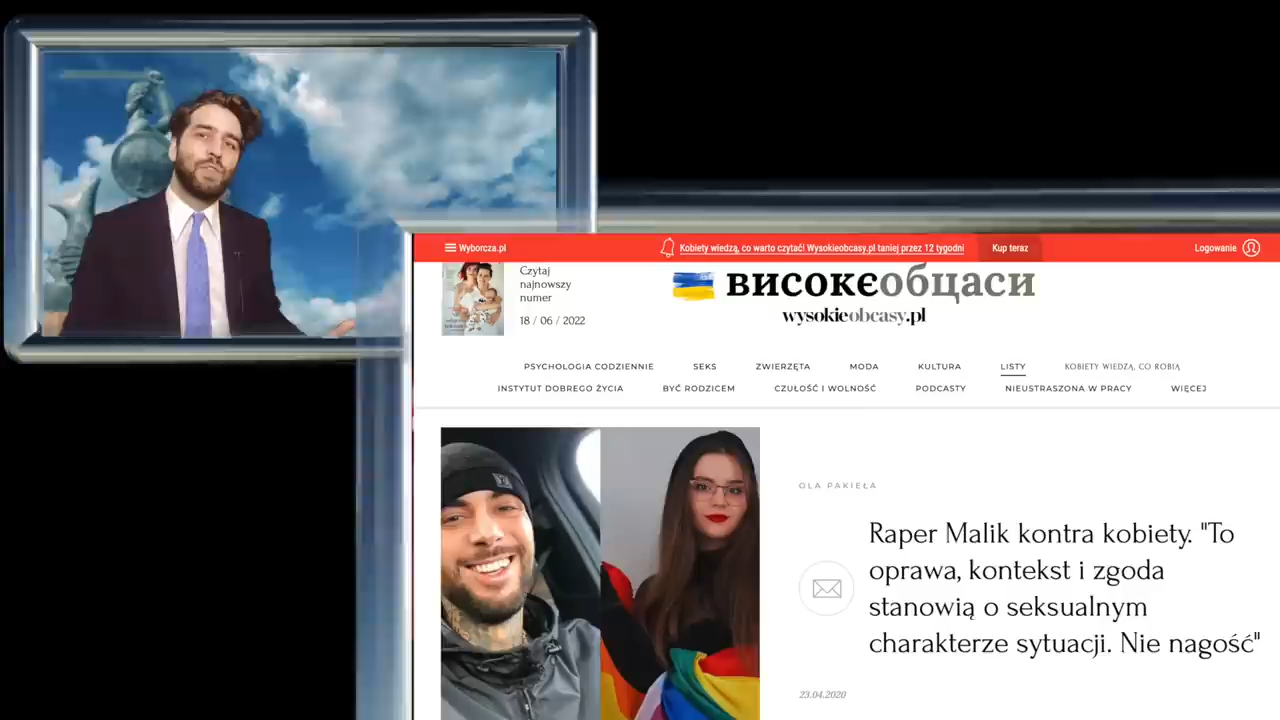 Wyborcza.pl
Kobiety wiedzą, co warto czytać! Wysokieobcasy.pl taniej przez 12 tygodni
Kup teraz
Logowanie
Czytaj
najnowszy
numer
18 / 06 / 2022
високєобцаси
wysokieobcasy.pl
PSYCHOLOGIA CODZIENNIE SEKS ZWIERZĘTA MODA KULTURA LISTY KOBIETY WIEDZĄ, CO ROBIĄ
INSTYTUT DOBREGO ŻYCIA BYĆ RODZICEM CZUŁOŚĆ I WOLNOŚĆ PODCASTY NIEUSTRASZONA W PRACY WIĘCEJ
OLA PAKIEŁA
Raper Malik kontra kobiety. "To
oprawa, kontekst i zgoda
stanowią o seksualnym
charakterze sytuacji. Nie nagość"
23.04.2020